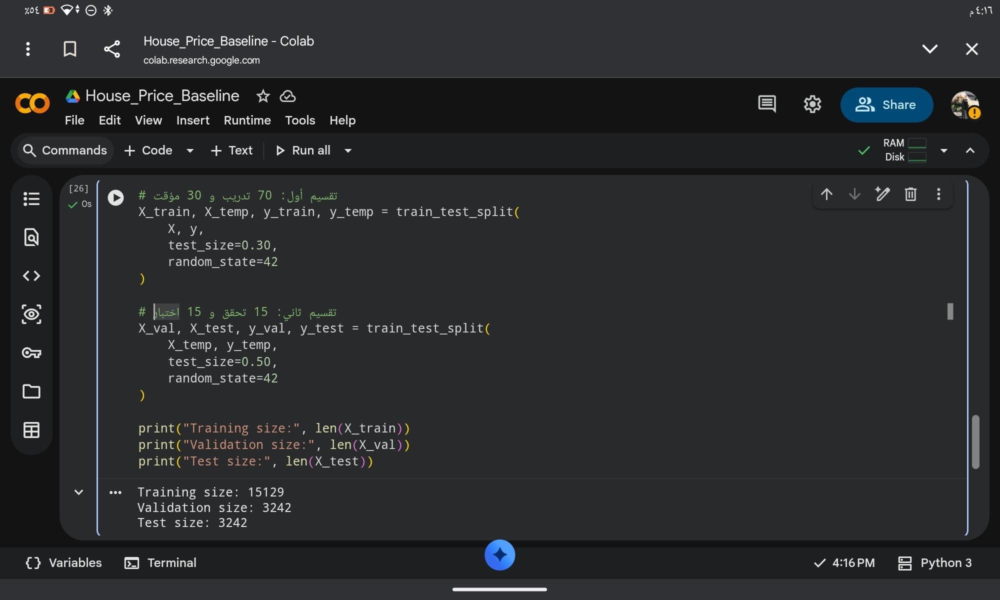 ٪٥٤
٤:١٦ م
House_Price_Baseline - Colab
colab.research.google.com
House_Price_Baseline
File Edit View Insert Runtime Tools Help
Share
Commands + Code + Text Run all
RAM
Disk
[26]
0s
# تقسيم أول: 70 تدريب و 30 مؤقت
X_train, X_temp, y_train, y_temp = train_test_split(
    X, y,
    test_size=0.30,
    random_state=42
)
# تقسيم ثاني: 15 تحقق و 15 اختبار
X_val, X_test, y_val, y_test = train_test_split(
    X_temp, y_temp,
    test_size=0.50,
    random_state=42
)
print("Training size:", len(X_train))
print("Validation size:", len(X_val))
print("Test size:", len(X_test))
Training size: 15129
Validation size: 3242
Test size: 3242
Variables Terminal
4:16 PM Python 3